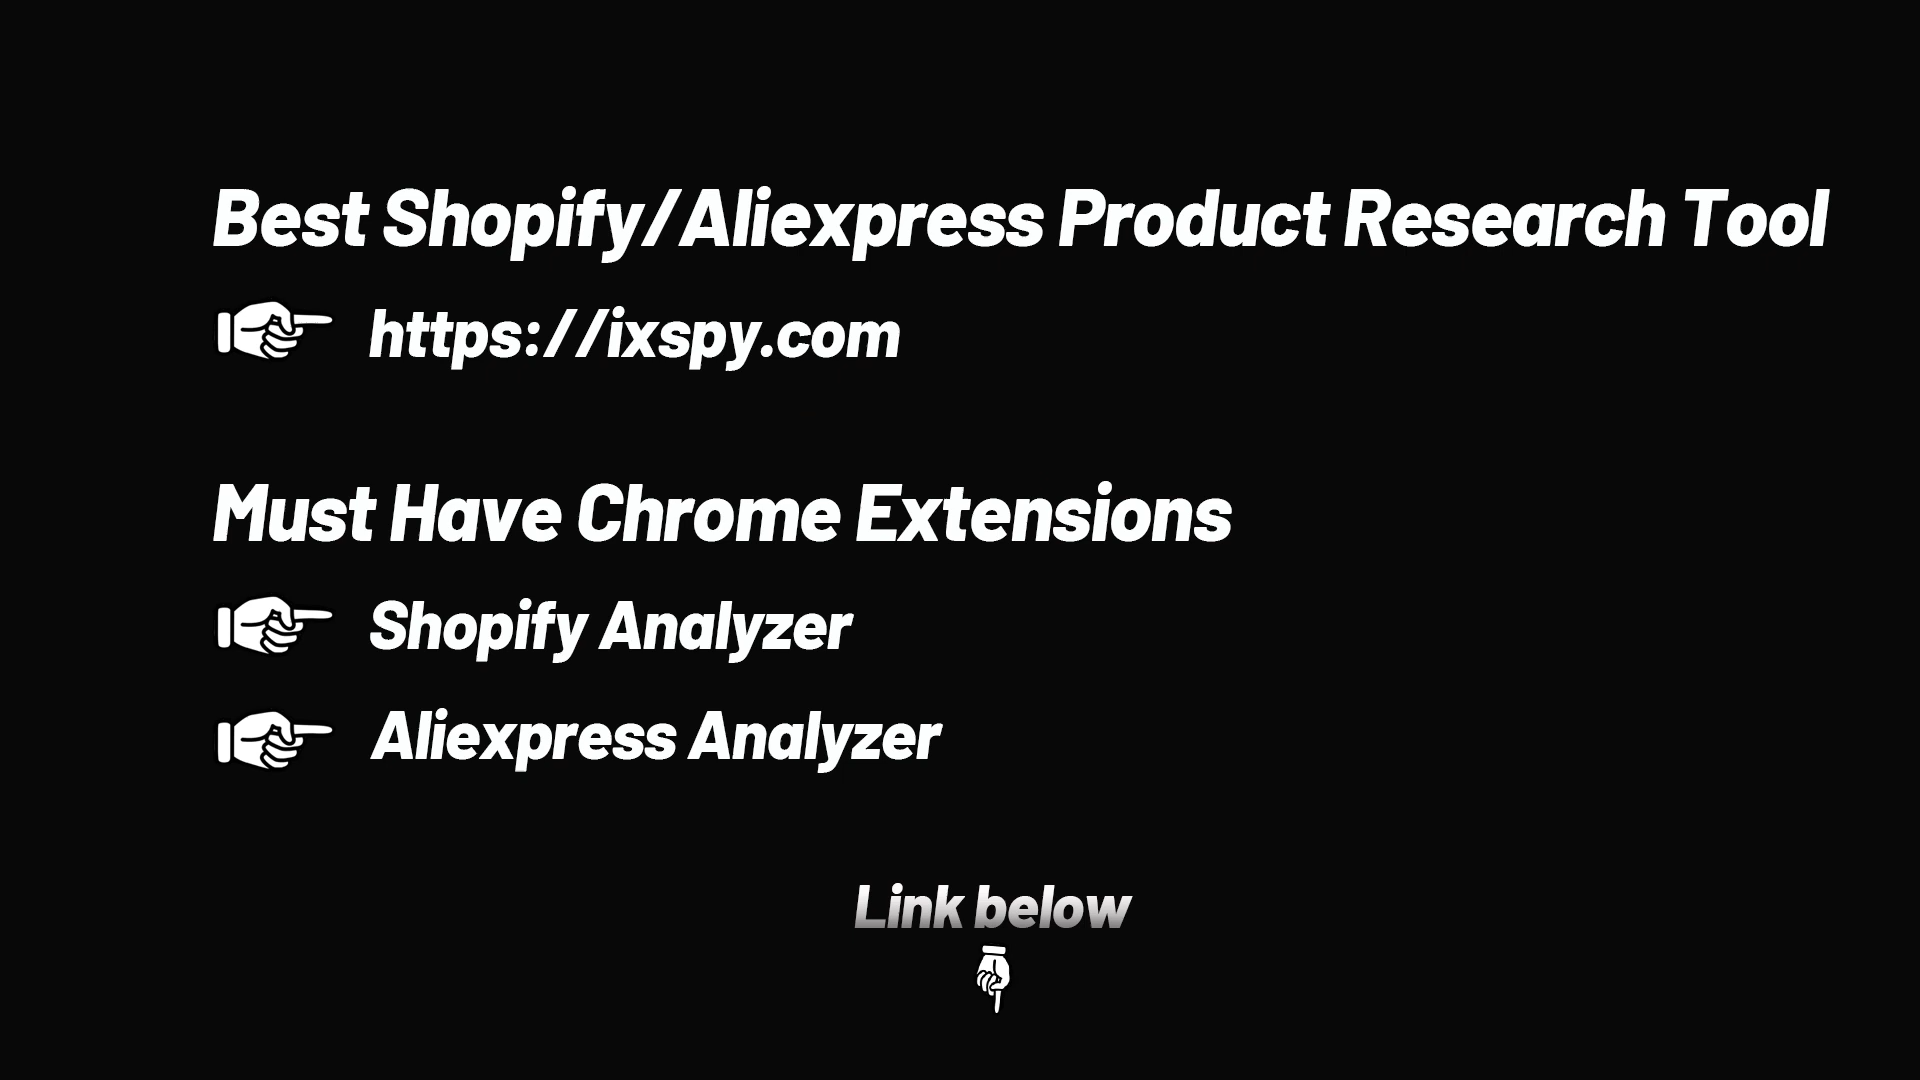 Best Shopify/Aliexpress Product Research Tool
https://ixspy.com
Must Have Chrome Extensions
Shopify Analyzer
Aliexpress Analyzer
Link below